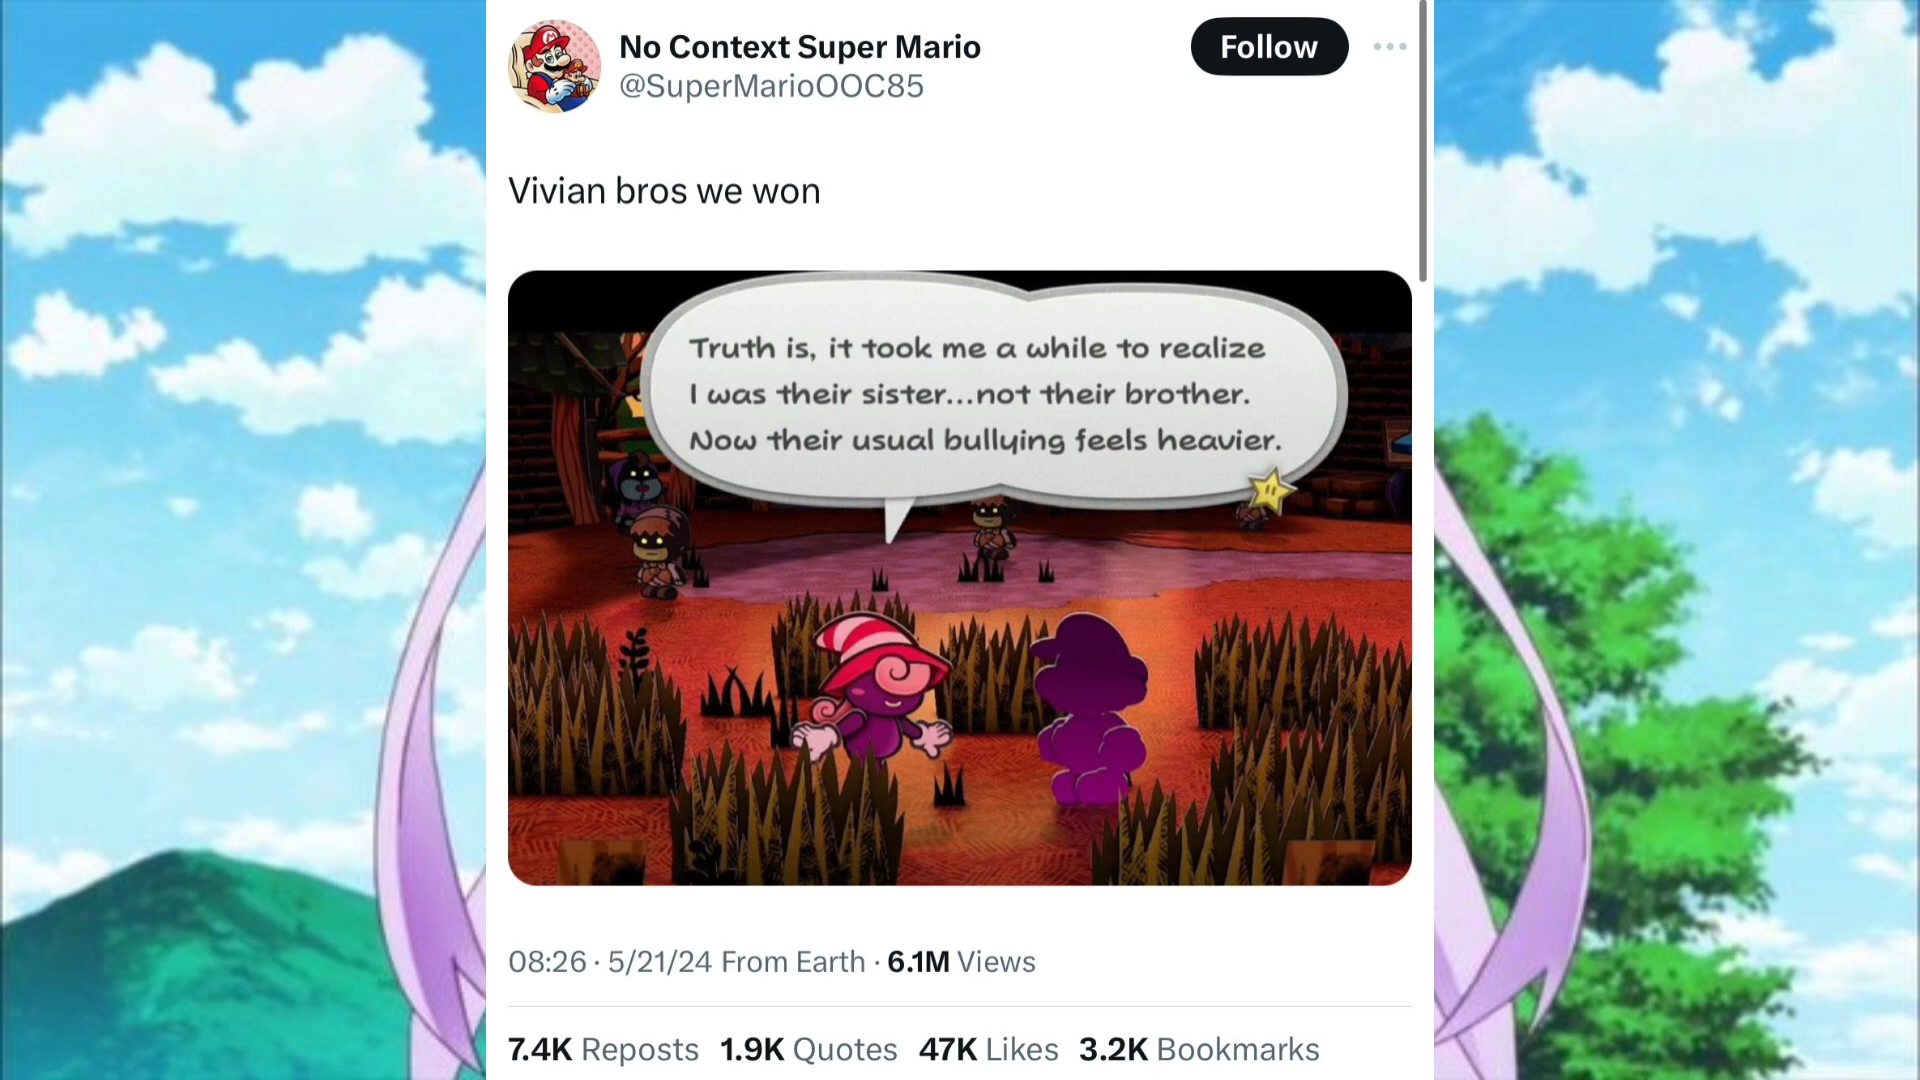 No Context Super Mario
Follow
@SuperMarioOOC85
Vivian bros we won
Truth is, it took me a while to realize
I was their sister...not their brother.
Now their usual bullying feels heavier.
08:26 · 5/21/24 From Earth · 6.1M Views
7.4K Reposts 1.9K Quotes 47K Likes 3.2K Bookmarks